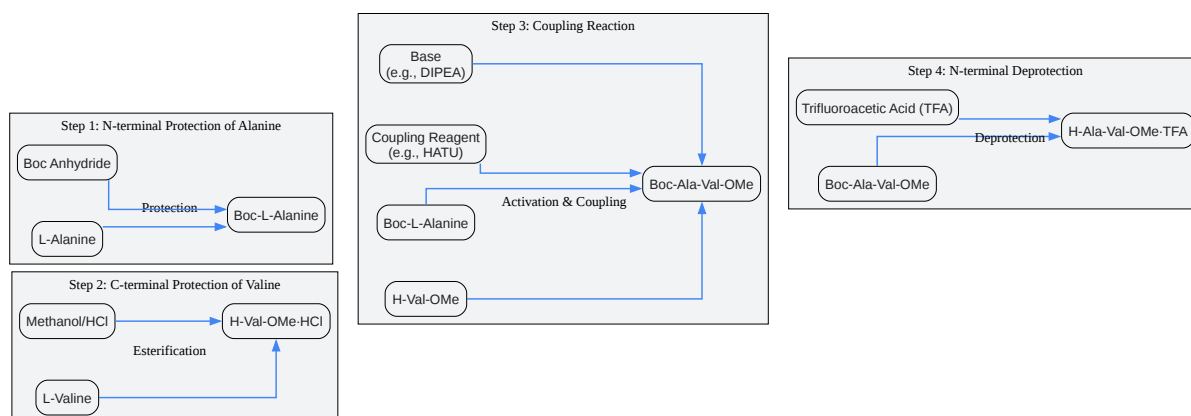 Step 1: N-terminal Protection of Alanine
Boc Anhydride
Protection
Boc-L-Alanine
L-Alanine
Step 2: C-terminal Protection of Valine
Methanol/HCl
H-Val-OMe·HCl
Esterification
L-Valine
Step 3: Coupling Reaction
Base
(e.g., DIPEA)
Coupling Reagent
(e.g., HATU)
Boc-Ala-Val-OMe
Activation & Coupling
Boc-L-Alanine
H-Val-OMe
Step 4: N-terminal Deprotection
Trifluoroacetic Acid (TFA)
H-Ala-Val-OMe·TFA
Deprotection
Boc-Ala-Val-OMe